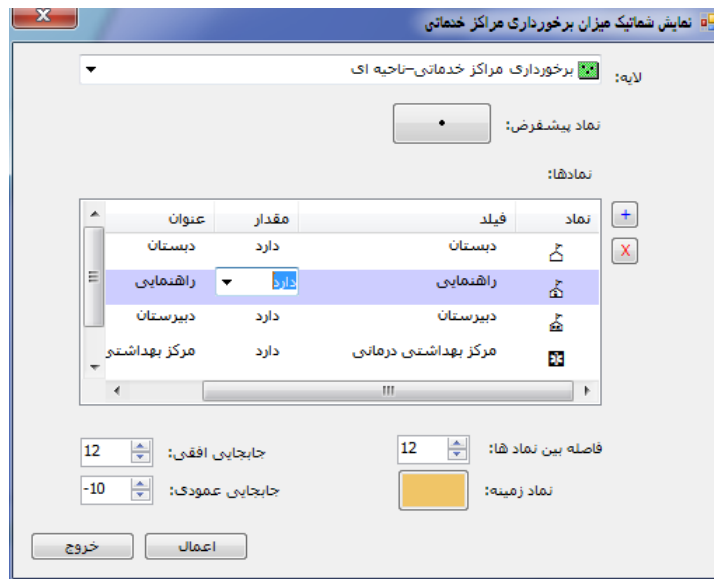 نمایش شماتیک میزان برخورداری مراکز خدماتی
لایه: برخورداری مراکز خدماتی-ناحیه ای
نماد پیشفرض:
نمادها:
نماد فیلد مقدار عنوان
دبستان دارد دبستان
راهنمایی دارد راهنمایی
دبیرستان دارد دبیرستان
مرکز بهداشتی درمانی دارد مرکز بهداشتی
فاصله بین نماد ها: 12 جابجایی افقی: 12
نماد زمینه: جابجایی عمودی: -10
اعمال خروج